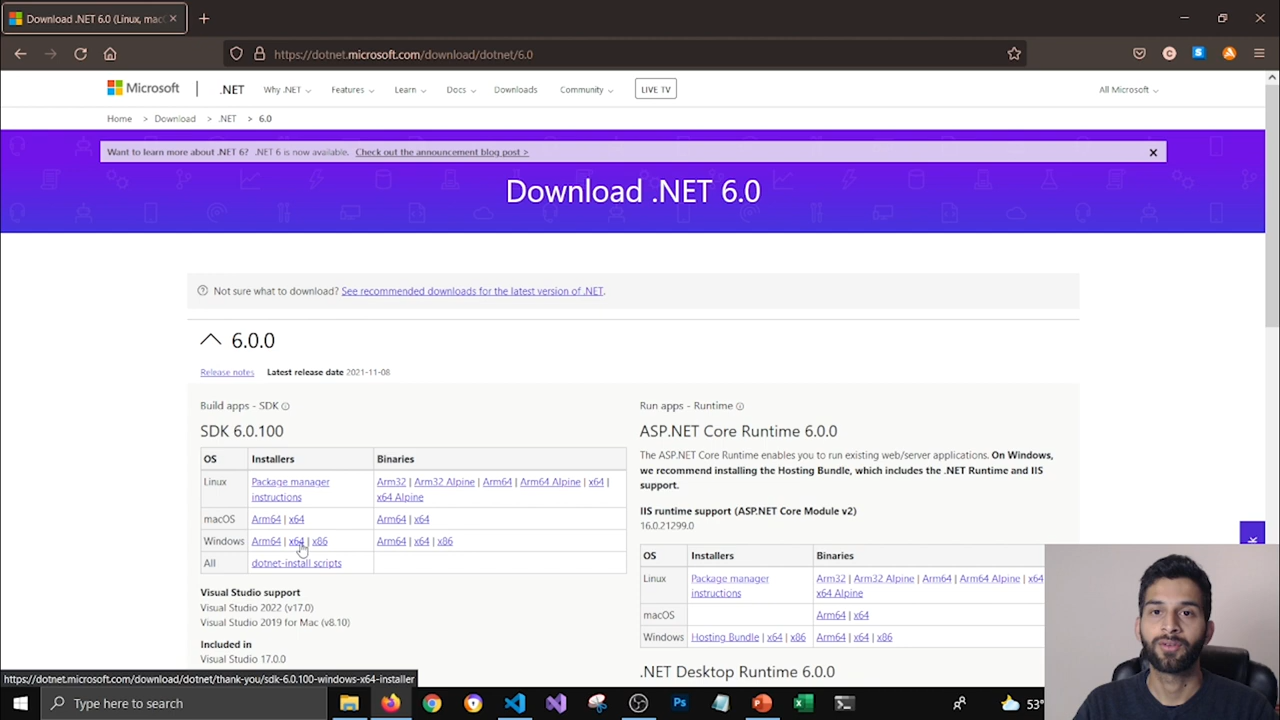 Download .NET 6.0 (Linux, mac
https://dotnet.microsoft.com/download/dotnet/6.0
Microsoft
.NET
Why .NET
Features
Learn
Docs
Downloads
Community
LIVE TV
All Microsoft
Home > Download > .NET > 6.0
Want to learn more about .NET 6? .NET 6 is now available. Check out the announcement blog post >
Download .NET 6.0
Not sure what to download? See recommended downloads for the latest version of .NET.
6.0.0
Release notes Latest release date 2021-11-08
Build apps - SDK
SDK 6.0.100
OS Installers Binaries
Linux Package manager instructions Arm32 | Arm32 Alpine | Arm64 | Arm64 Alpine | x64 | x64 Alpine
macOS Arm64 | x64 Arm64 | x64
Windows Arm64 | x64 | x86 Arm64 | x64 | x86
All dotnet-install scripts
Visual Studio support
Visual Studio 2022 (v17.0)
Visual Studio 2019 for Mac (v8.10)
Included in
Visual Studio 17.0.0
Run apps - Runtime
ASP.NET Core Runtime 6.0.0
The ASP.NET Core Runtime enables you to run existing web/server applications. On Windows,
we recommend installing the Hosting Bundle, which includes the .NET Runtime and IIS
support.
IIS runtime support (ASP.NET Core Module v2)
16.0.21299.0
OS Installers Binaries
Linux Package manager instructions Arm32 | Arm32 Alpine | Arm64 | Arm64 Alpine | x64 x64 Alpine
macOS Arm64 | x64
Windows Hosting Bundle | x64 | x86 Arm64 | x64 | x86
.NET Desktop Runtime 6.0.0
https://dotnet.microsoft.com/download/dotnet/thank-you/sdk-6.0.100-windows-x64-installer
Type here to search
53°